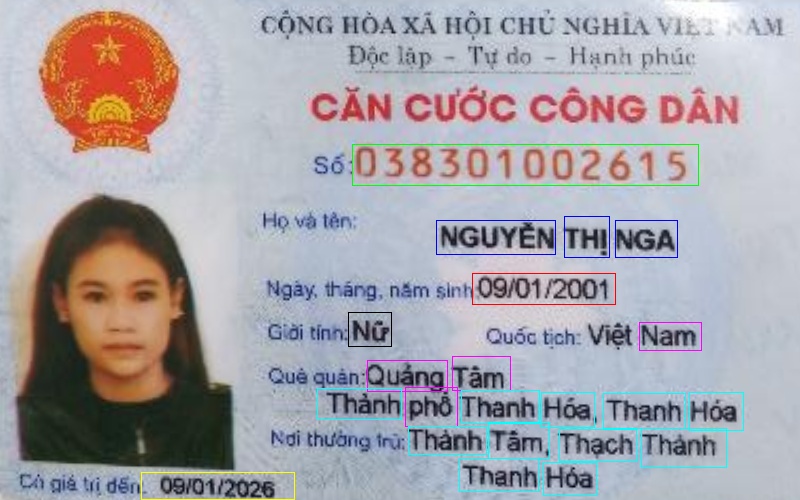 CỘNG HÒA XÃ HỘI CHỦ NGHĨA VIỆT NAM
Độc lập - Tự do - Hạnh phúc
CĂN CƯỚC CÔNG DÂN
Số: 038301002615
Họ và tên:
NGUYỄN THỊ NGA
Ngày, tháng, năm sinh: 09/01/2001
Giới tính: Nữ Quốc tịch: Việt Nam
Quê quán: Quảng Tâm
Thành phố Thanh Hóa, Thanh Hóa
Nơi thường trú: Thành Tâm, Thạch Thành
Thanh Hóa
Có giá trị đến: 09/01/2026